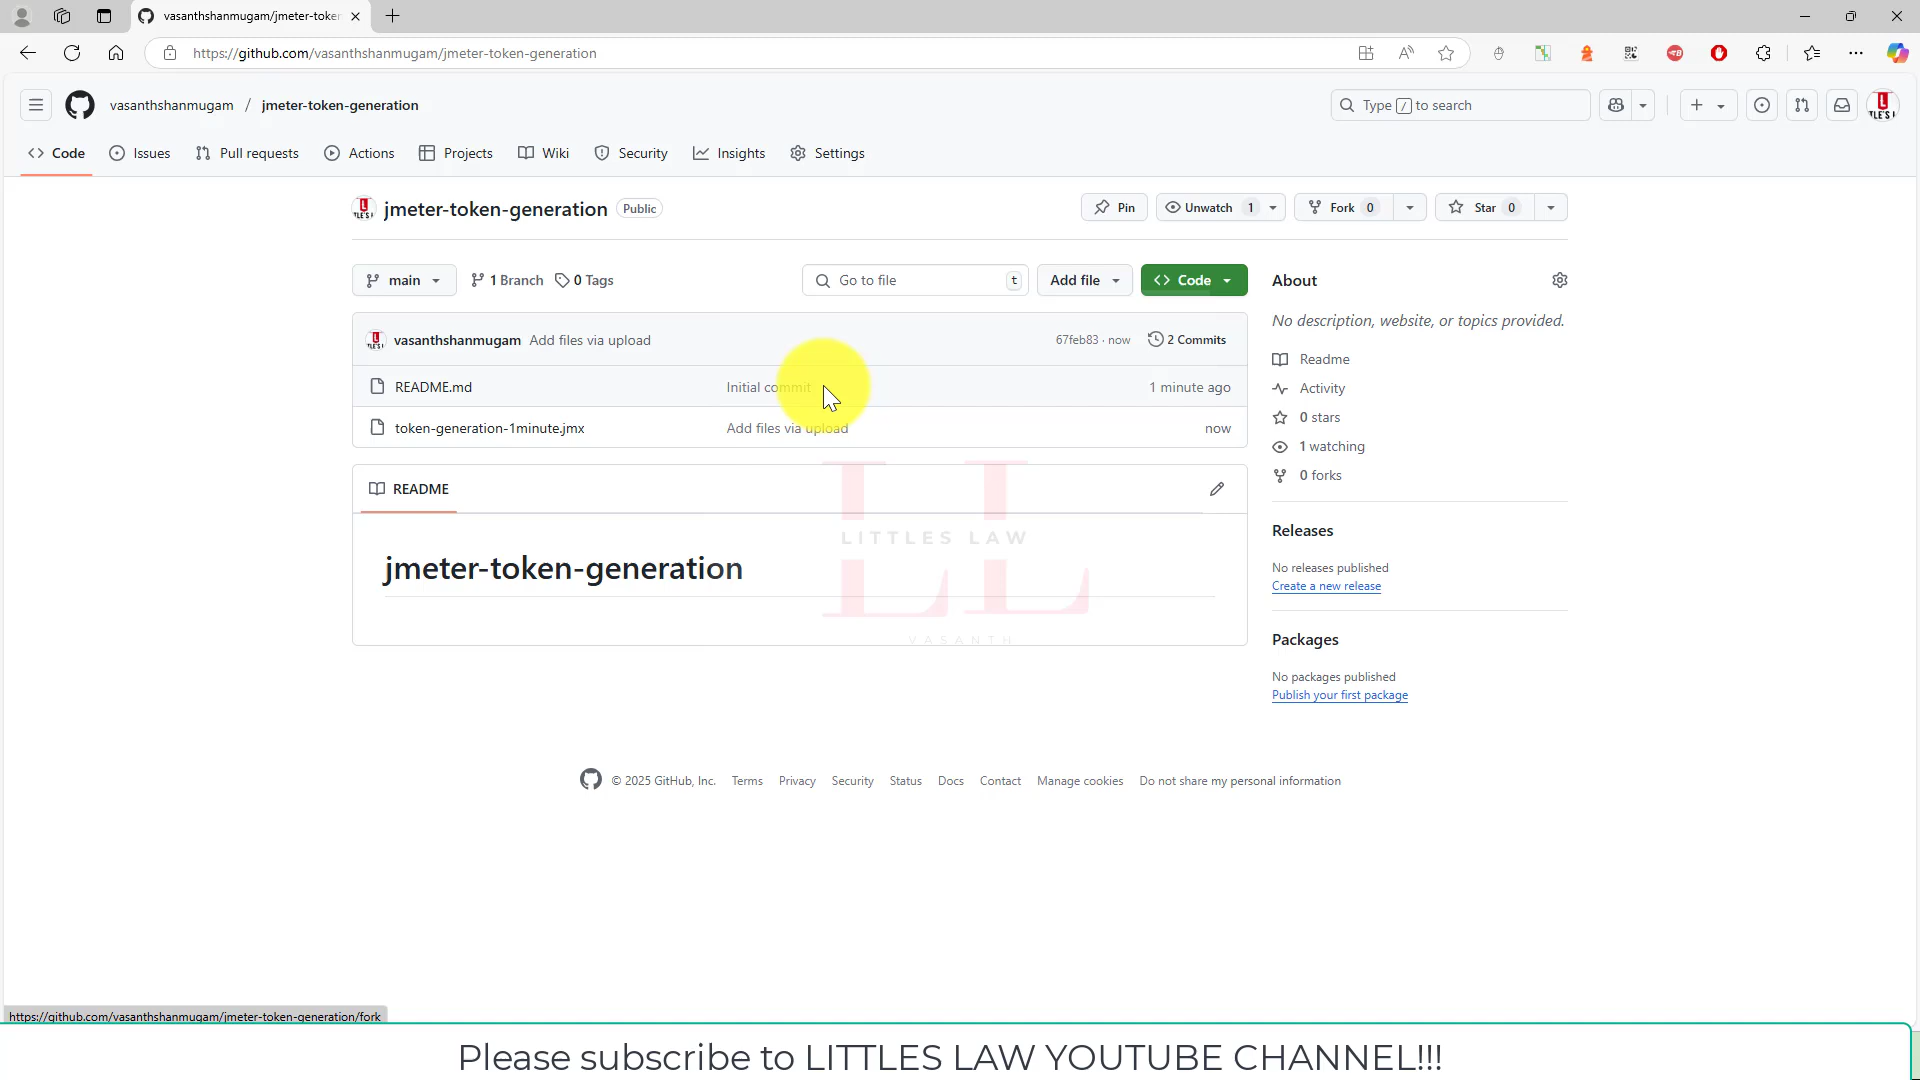 vasanthshanmugam/jmeter-toke
https://github.com/vasanthshanmugam/jmeter-token-generation
vasanthshanmugam / jmeter-token-generation
Type / to search
Code Issues Pull requests Actions Projects Wiki Security Insights Settings
jmeter-token-generation Public
Pin Unwatch 1 Fork 0 Star 0
main 1 Branch 0 Tags Go to file t Add file Code
About
No description, website, or topics provided.
vasanthshanmugam Add files via upload 67feb83 · now 2 Commits
README.md Initial commit 1 minute ago
token-generation-1minute.jmx Add files via upload now
Readme
Activity
0 stars
1 watching
0 forks
README
jmeter-token-generation
LITTLES LAW
VASANTH
Releases
No releases published
Create a new release
Packages
No packages published
Publish your first package
© 2025 GitHub, Inc. Terms Privacy Security Status Docs Contact Manage cookies Do not share my personal information
https://github.com/vasanthshanmugam/jmeter-token-generation/fork
Please subscribe to LITTLES LAW YOUTUBE CHANNEL!!!